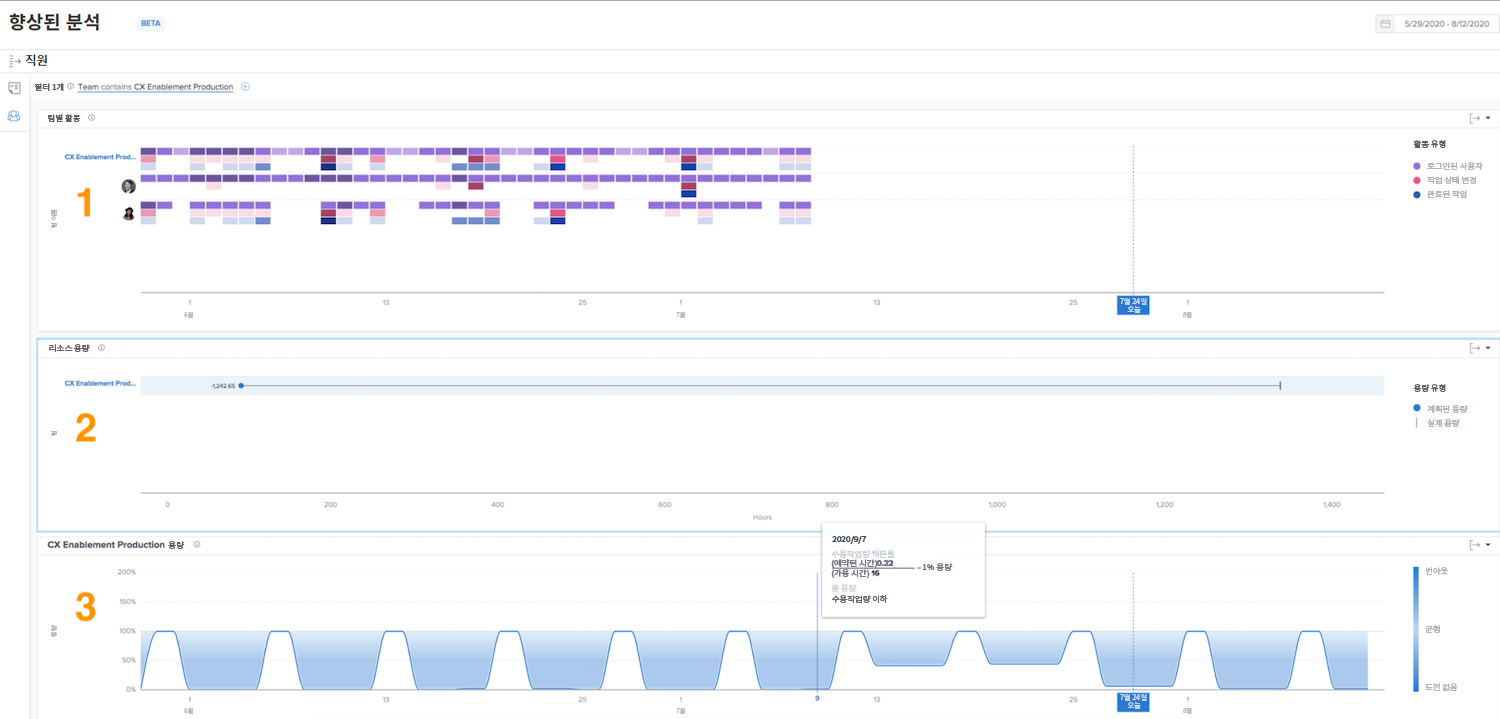 향상된 분석 BETA
5/29/2020 - 8/12/2020
직원
필터 1개 Team contains CX Enablement Production
팀별 활동
CX Enablement Prod...
1
팀 이름
1 13 25 1 13 25 7월 24일 1
오늘
6월 7월 8월
활동 유형
로그인된 사용자
작업 상태 변경
완료된 작업
리소스 용량
CX Enablement Prod...
-1,242.65
2
팀
0 200 400 600 800 1,000 1,200 1,400
Hours
용량 유형
계획된 용량
실제 용량
CX Enablement Production 용량
2020/9/7
수용작업량 백분율
(예약된 시간)0.22
(가용 시간) 16
~1% 용량
총 용량
수용작업량 이하
3
용량
200%
150%
100%
50%
0%
1 13 25 1 9 13 25 7월 24일 1
오늘
6월 7월 8월
번아웃
균형
도전 없음